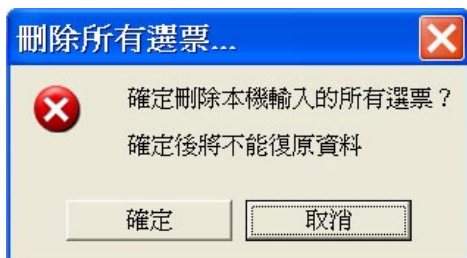 刪除所有選票...
確定刪除本機輸入的所有選票？
確定後將不能復原資料
確定
取消